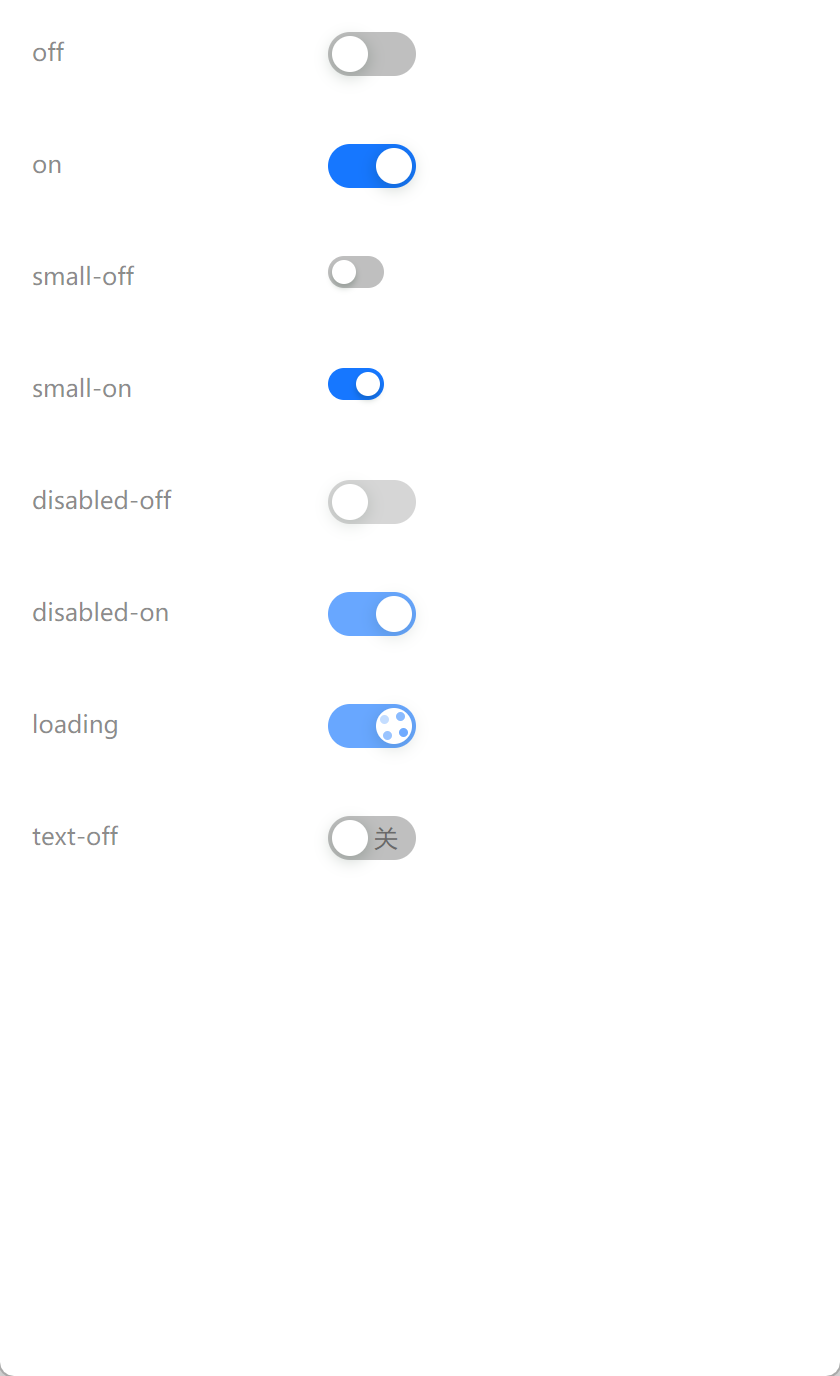 off
on
small-off
small-on
disabled-off
disabled-on
loading
text-off 关